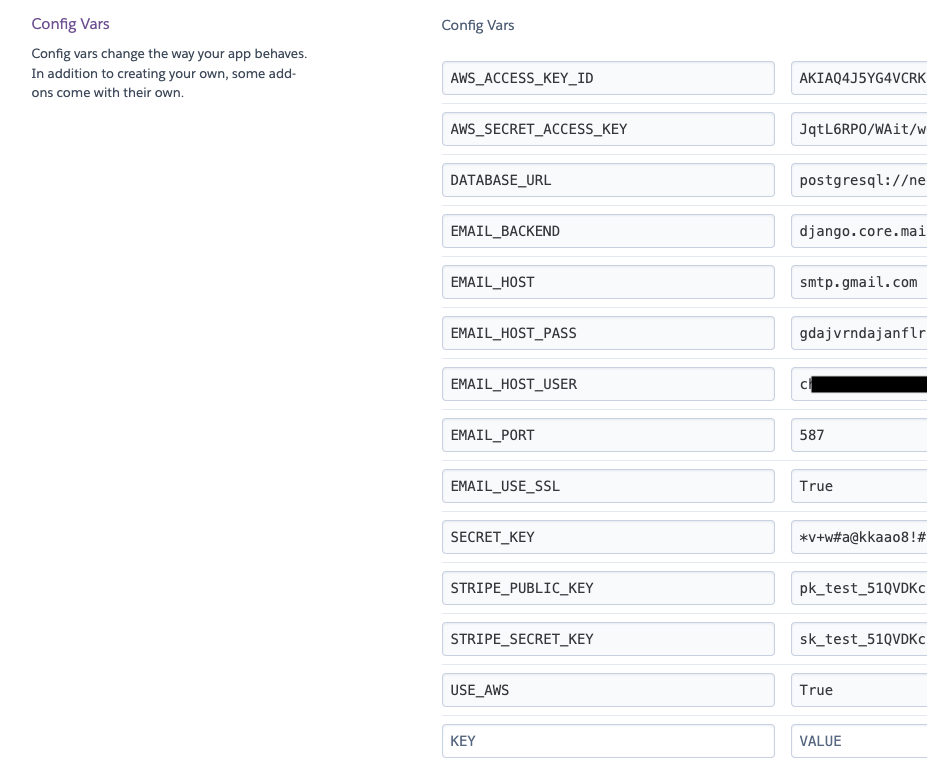 Config Vars
Config vars change the way your app behaves.
In addition to creating your own, some add-
ons come with their own.
Config Vars
AWS_ACCESS_KEY_ID AKIAQ4J5YG4VCRK
AWS_SECRET_ACCESS_KEY JqtL6RPO/WAit/w
DATABASE_URL postgresql://ne
EMAIL_BACKEND django.core.mai
EMAIL_HOST smtp.gmail.com
EMAIL_HOST_PASS gdajvrndajanflr
EMAIL_HOST_USER
EMAIL_PORT 587
EMAIL_USE_SSL True
SECRET_KEY *v+w#a@kkaao8!#
STRIPE_PUBLIC_KEY pk_test_51QVDKc
STRIPE_SECRET_KEY sk_test_51QVDKc
USE_AWS True
KEY VALUE